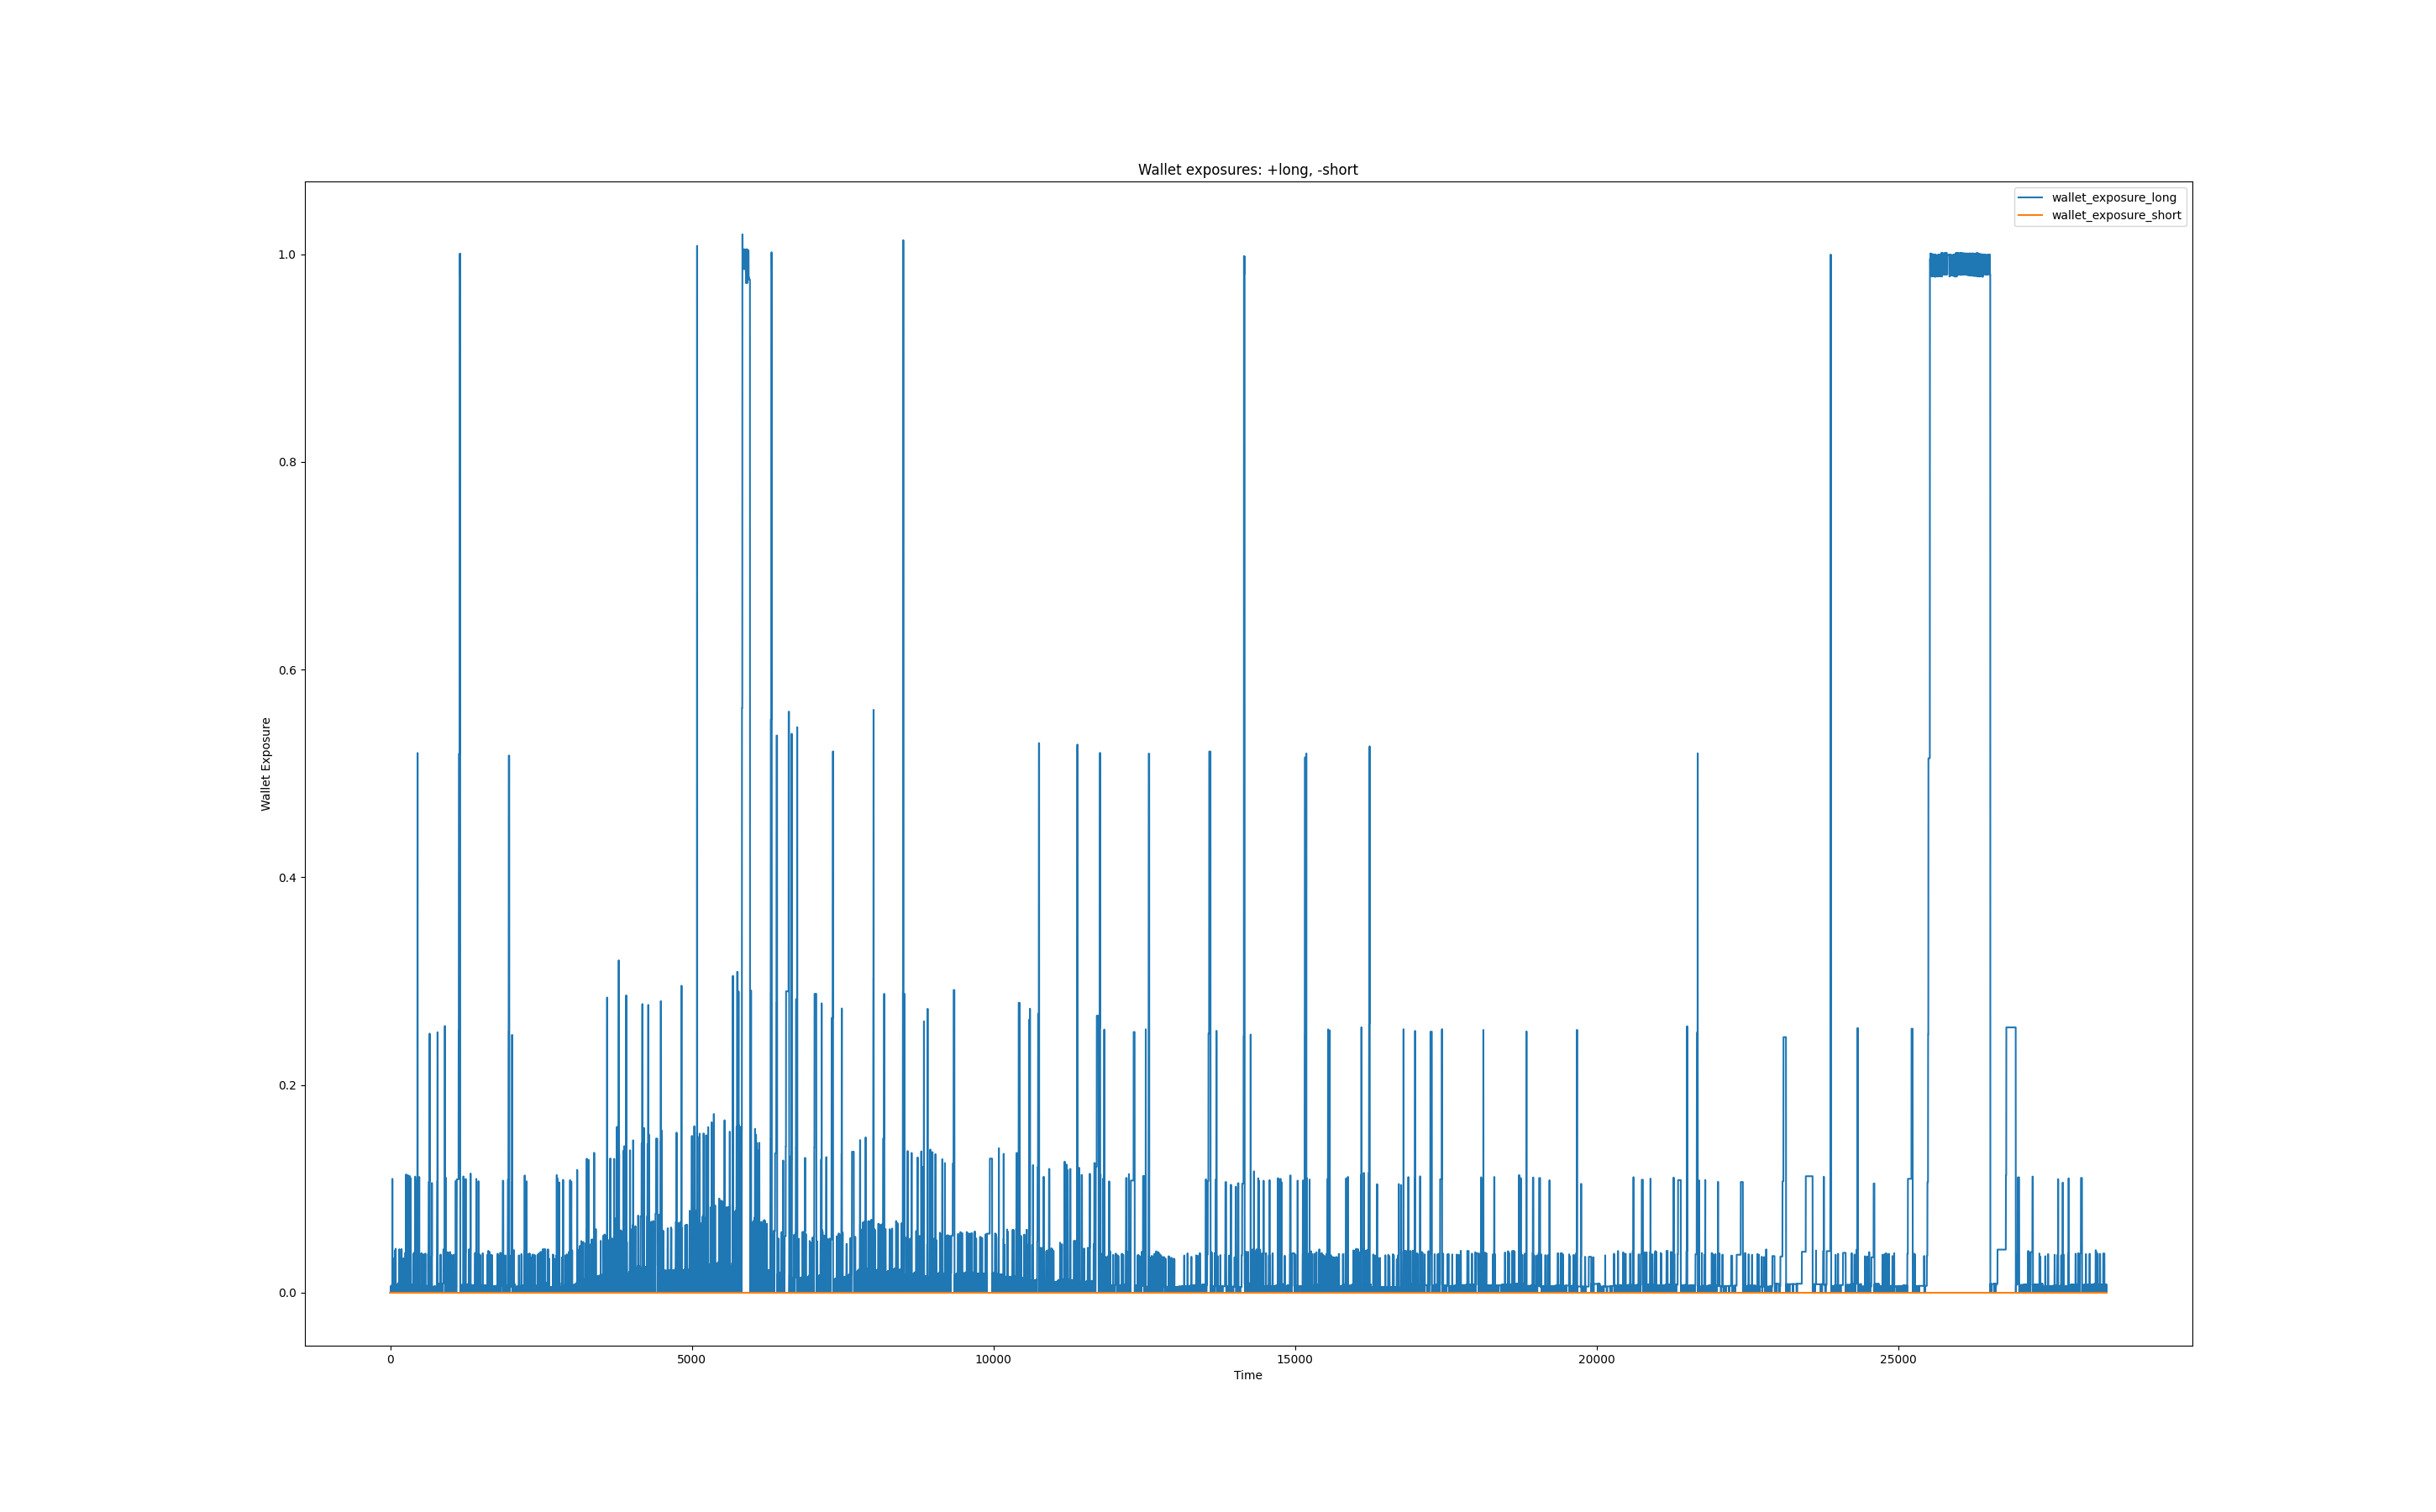 Wallet exposures: +long, -short
wallet_exposure_long
wallet_exposure_short
1.0
0.8
0.6
0.4
0.2
0.0
Wallet Exposure
0
5000
10000
15000
20000
25000
Time